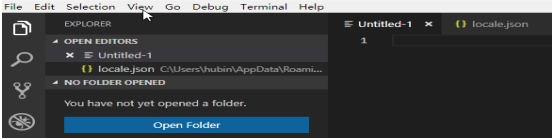 File Edit Selection View Go Debug Terminal Help
EXPLORER
OPEN EDITORS
Untitled-1
{} locale.json C:\Users\hubin\AppData\Roami...
NO FOLDER OPENED
You have not yet opened a folder.
Open Folder
Untitled-1 × {} locale.json
1